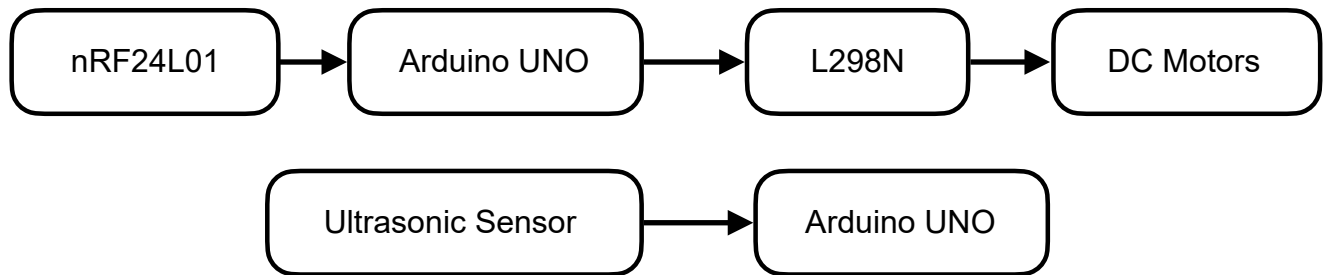 nRF24L01 Arduino UNO L298N DC Motors
Ultrasonic Sensor Arduino UNO